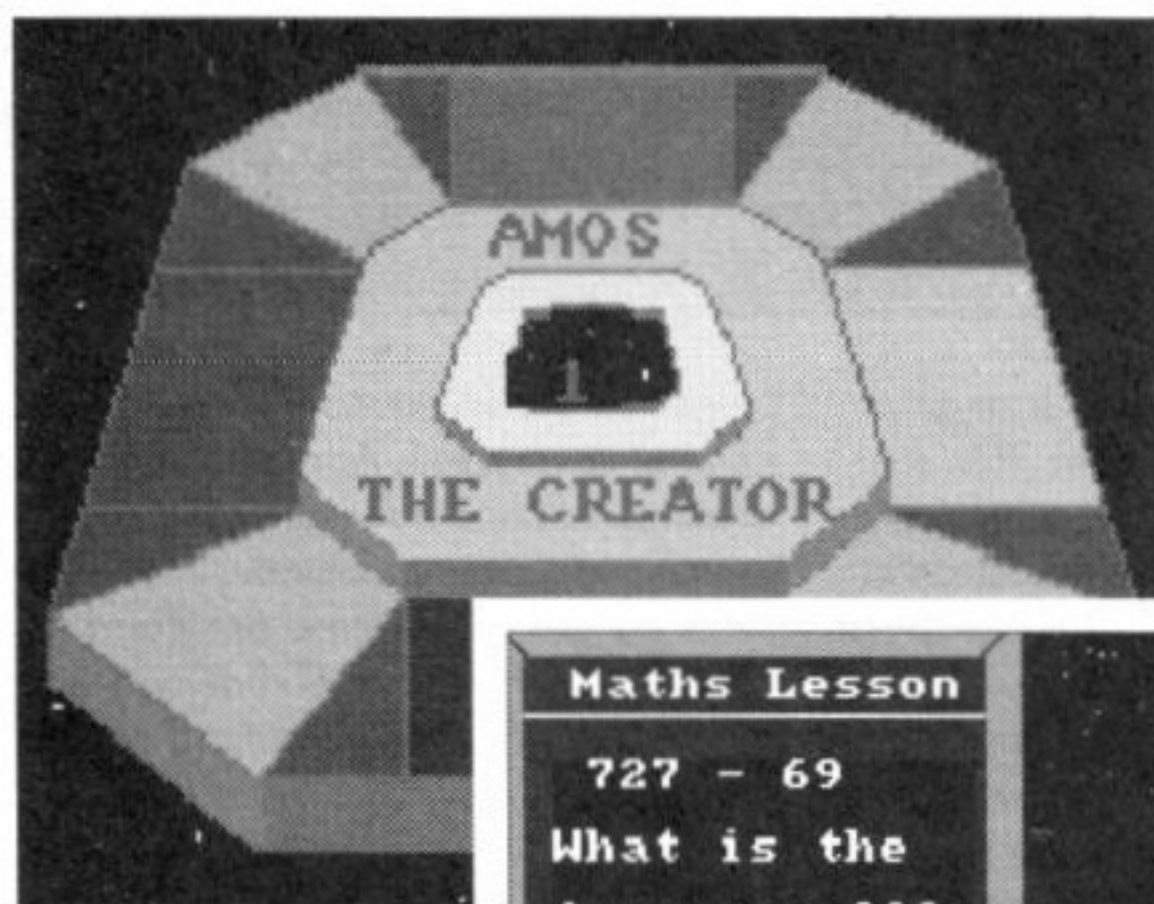 AMOS
1
THE CREATOR
Maths Lesson
727 - 69
What is the